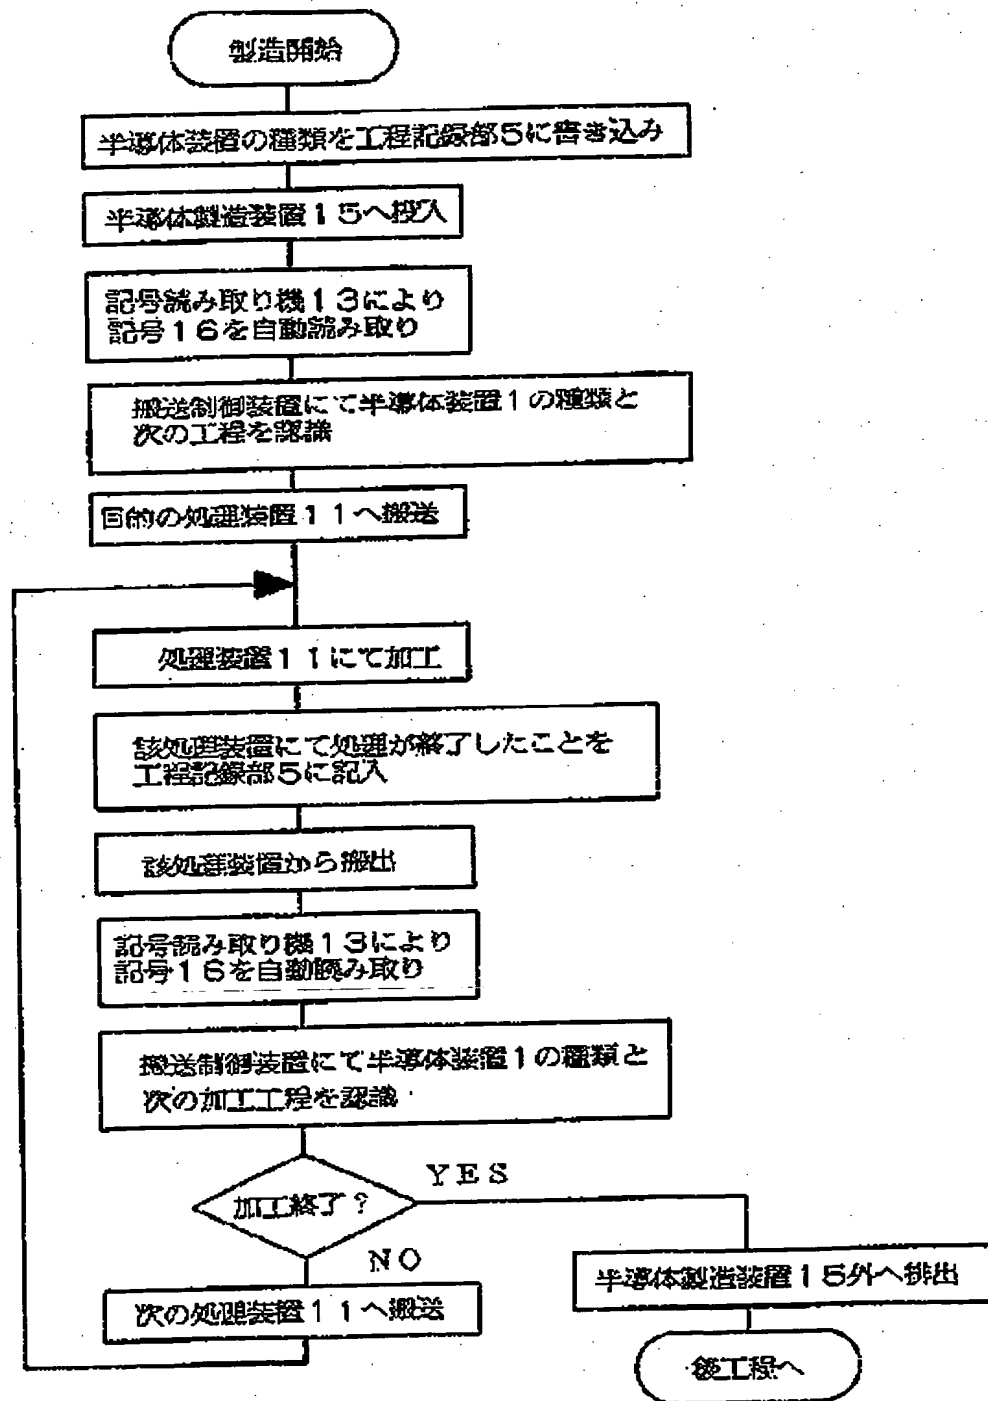 製造開始
半導体装置の種類を工程記録部5に書き込み
半導体製造装置15へ投入
記号読み取り機13により
記号16を自動読み取り
搬送制御装置にて半導体装置1の種類と
次の工程を認識
目的の処理装置11へ搬送
処理装置11にて加工
該処理装置にて処理が終了したことを
工程記録部5に記入
該処理装置から搬出
記号読み取り機13により
記号16を自動読み取り
搬送制御装置にて半導体装置1の種類と
次の加工工程を認識
加工終了?
YES
NO
次の処理装置11へ搬送
半導体製造装置15外へ排出
後工程へ